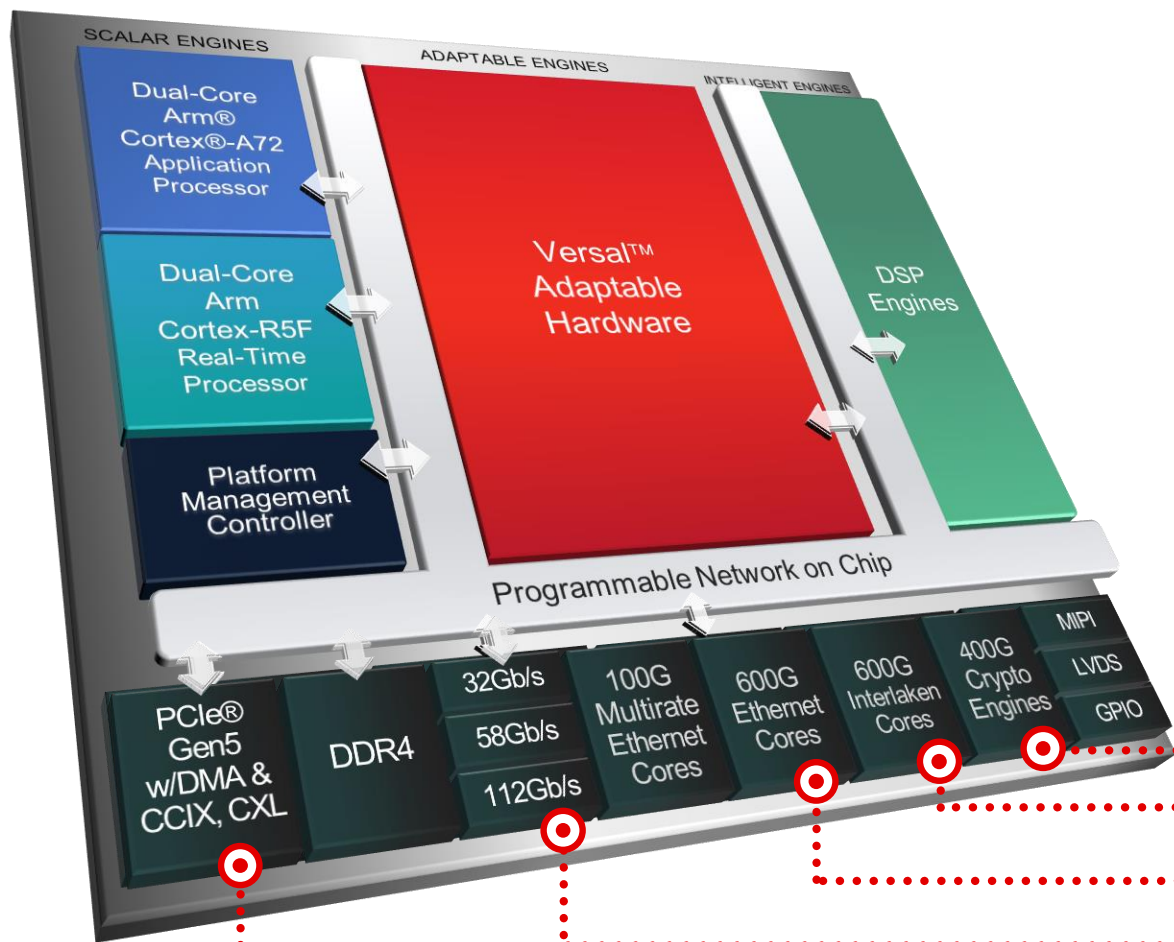 SCALAR ENGINES
ADAPTABLE ENGINES
INTELLIGENT ENGINES
Dual-Core
Arm®
Cortex®-A72
Application
Processor
Dual-Core
Arm
Cortex-R5F
Real-Time
Processor
Platform
Management
Controller
Versal™
Adaptable
Hardware
DSP
Engines
Programmable Network on Chip
PCIe®
Gen5
w/DMA &
CCIX, CXL
DDR4
32Gb/s
58Gb/s
112Gb/s
100G
Multirate
Ethernet
Cores
600G
Ethernet
Cores
600G
Interlaken
Cores
400G
Crypto
Engines
MIPI
LVDS
GPIO